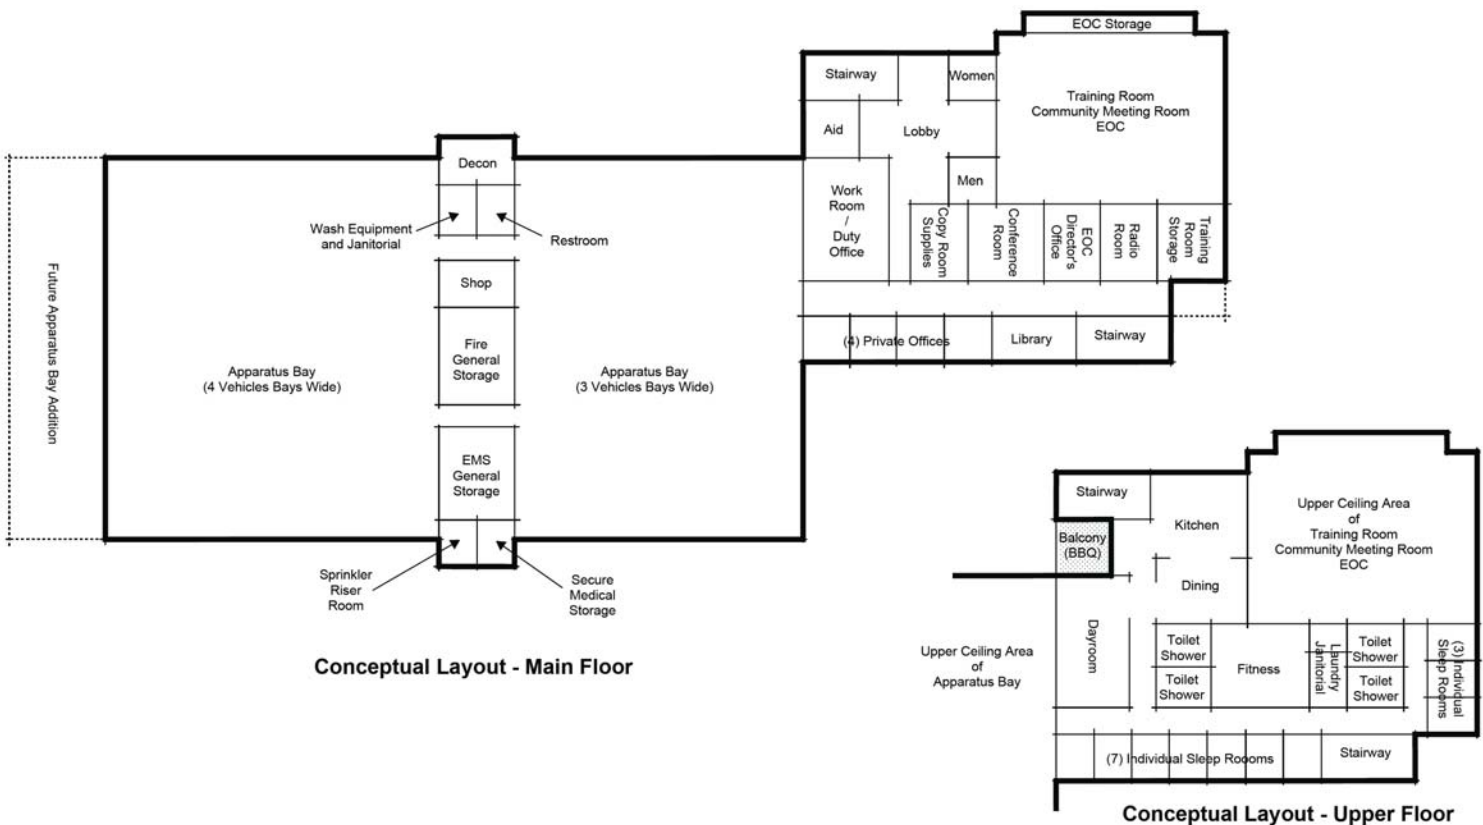 EOC Storage
Stairway
Women
Training Room
Community Meeting Room
EOC
Aid
Lobby
Decon
Men
Work
Room
/
Duty
Office
Copy Room
Supplies
Conference
Room
EOC
Director's
Office
Radio
Room
Training
Room
Storage
Wash Equipment
and Janitorial
Restroom
Future Apparatus Bay Addition
Shop
Fire
General
Storage
(4) Private Offices
Library
Stairway
Apparatus Bay
(4 Vehicles Bays Wide)
Apparatus Bay
(3 Vehicles Bays Wide)
EMS
General
Storage
Sprinkler
Riser
Room
Secure
Medical
Storage
Conceptual Layout - Main Floor
Stairway
Kitchen
Upper Ceiling Area
of
Training Room
Community Meeting Room
EOC
Balcony
(BBQ)
Dining
Dayroom
Upper Ceiling Area
of
Apparatus Bay
Toilet
Shower
Toilet
Shower
Fitness
Laundry
Janitorial
Toilet
Shower
Toilet
Shower
(3) Individual
Sleep Rooms
(7) Individual Sleep Roooms
Stairway
Conceptual Layout - Upper Floor